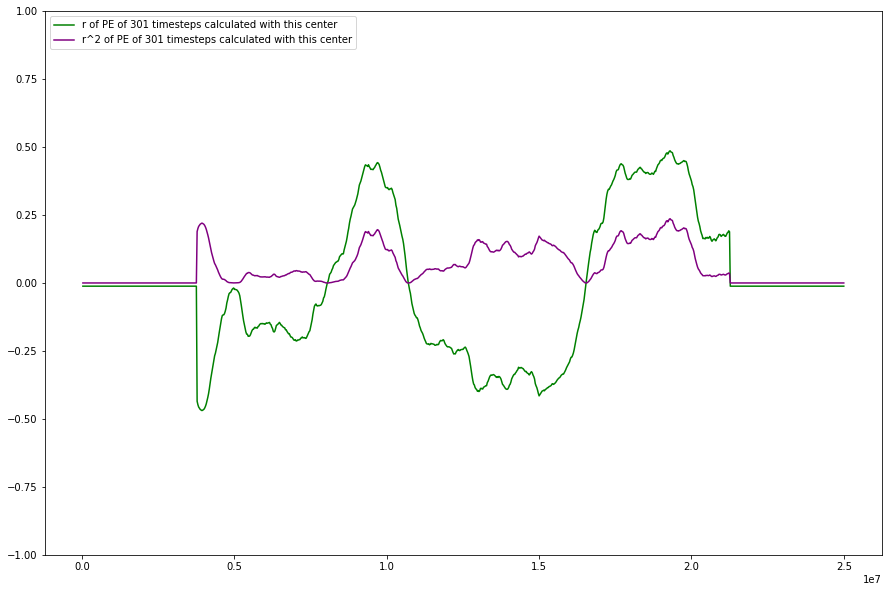 r of PE of 301 timesteps calculated with this center
r^2 of PE of 301 timesteps calculated with this center
1.00
0.75
0.50
0.25
0.00
−0.25
−0.50
−0.75
−1.00
0.0 0.5 1.0 1.5 2.0 2.5
1e7